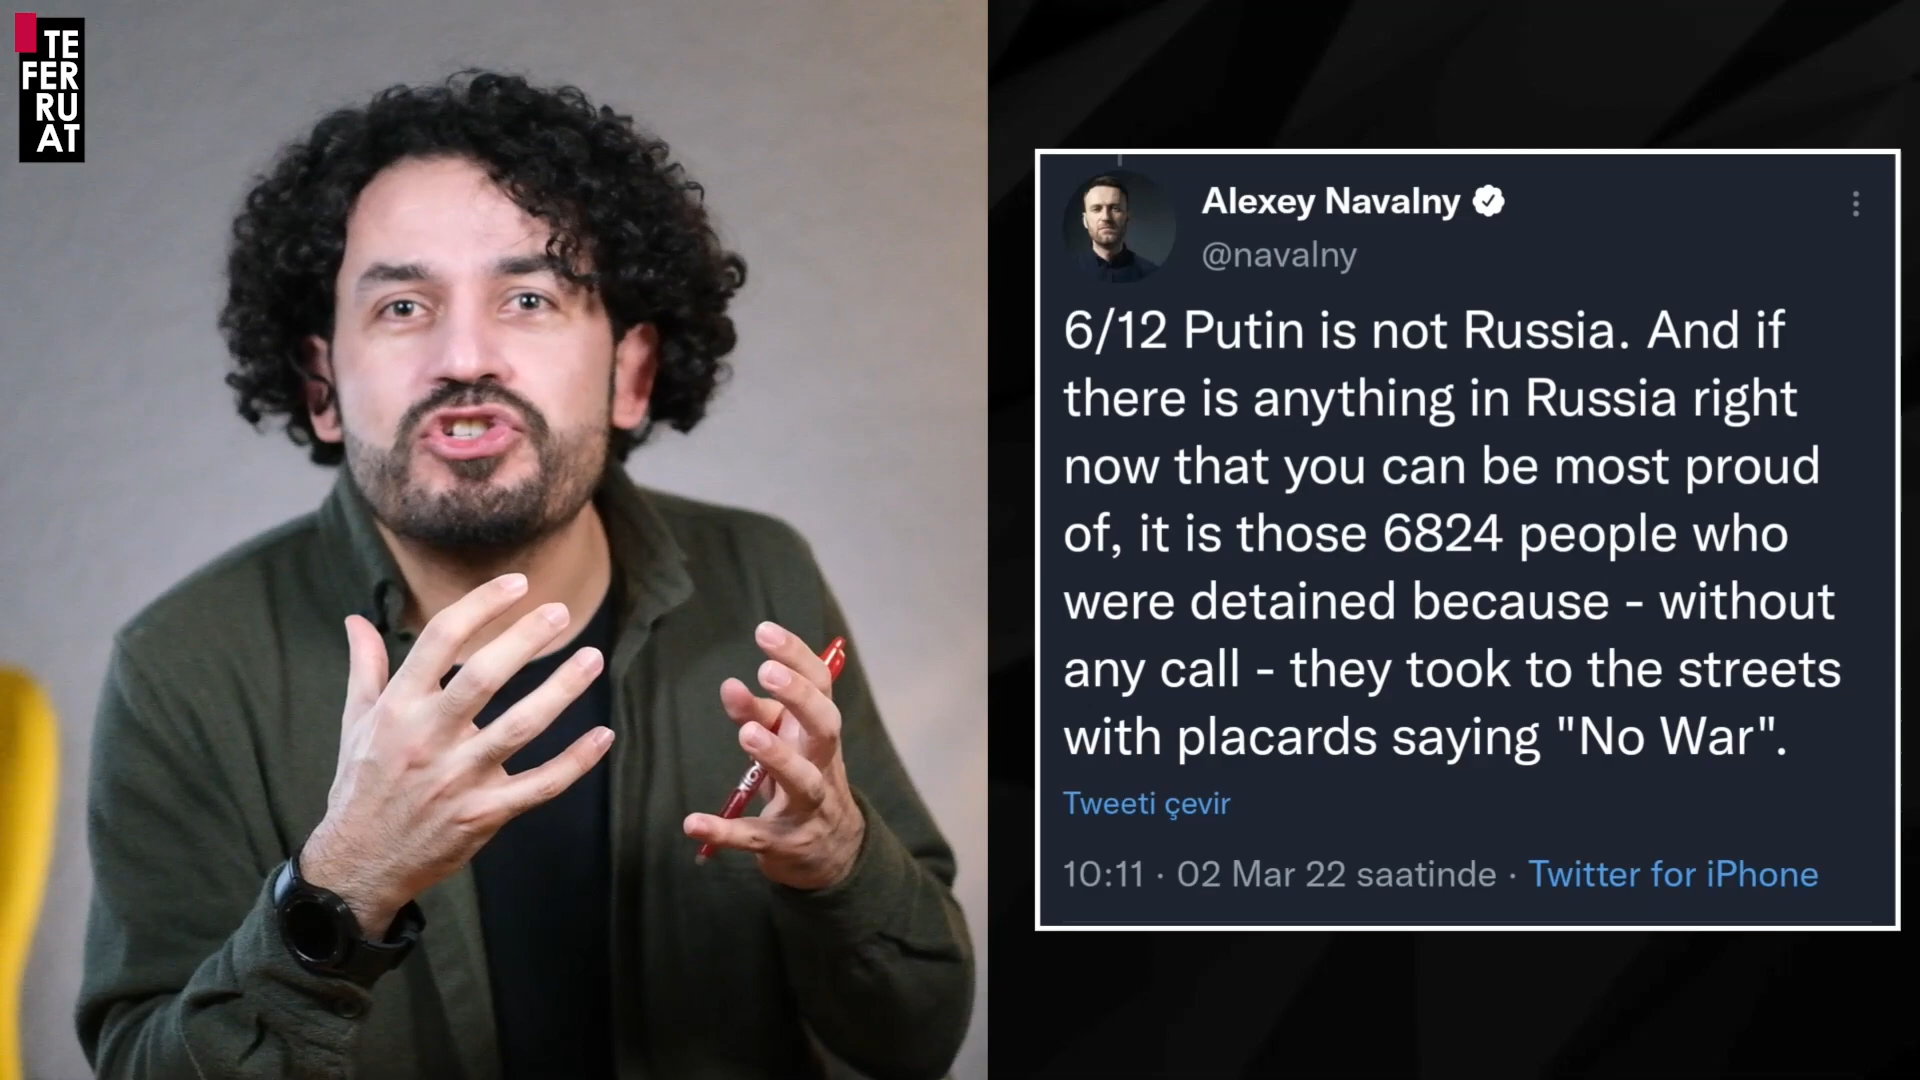 TE
FER
RU
AT
Alexey Navalny
@navalny
6/12 Putin is not Russia. And if
there is anything in Russia right
now that you can be most proud
of, it is those 6824 people who
were detained because - without
any call - they took to the streets
with placards saying "No War".
Tweeti çevir
10:11 · 02 Mar 22 saatinde · Twitter for iPhone